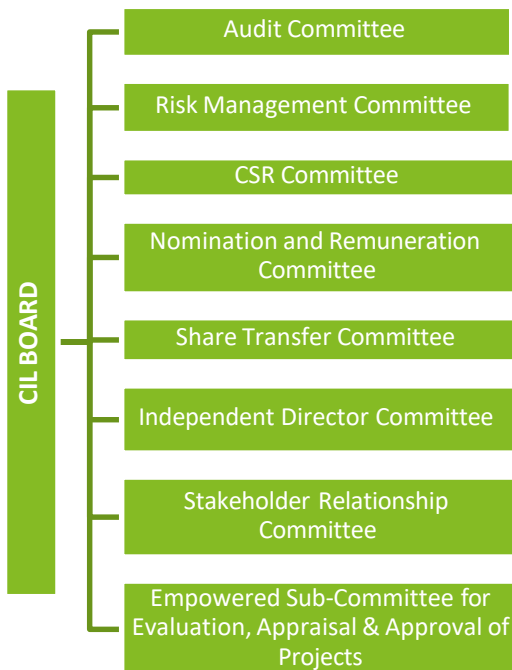 CIL BOARD
Audit Committee
Risk Management Committee
CSR Committee
Nomination and Remuneration
Committee
Share Transfer Committee
Independent Director Committee
Stakeholder Relationship
Committee
Empowered Sub-Committee for
Evaluation, Appraisal & Approval of
Projects